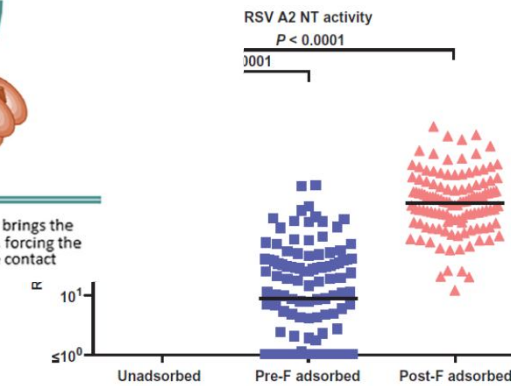 RSV A2 NT activity
P < 0.0001
0001
brings the
forcing the
contact
R
10¹
≤10⁰
Unadsorbed
Pre-F adsorbed
Post-F adsorbed